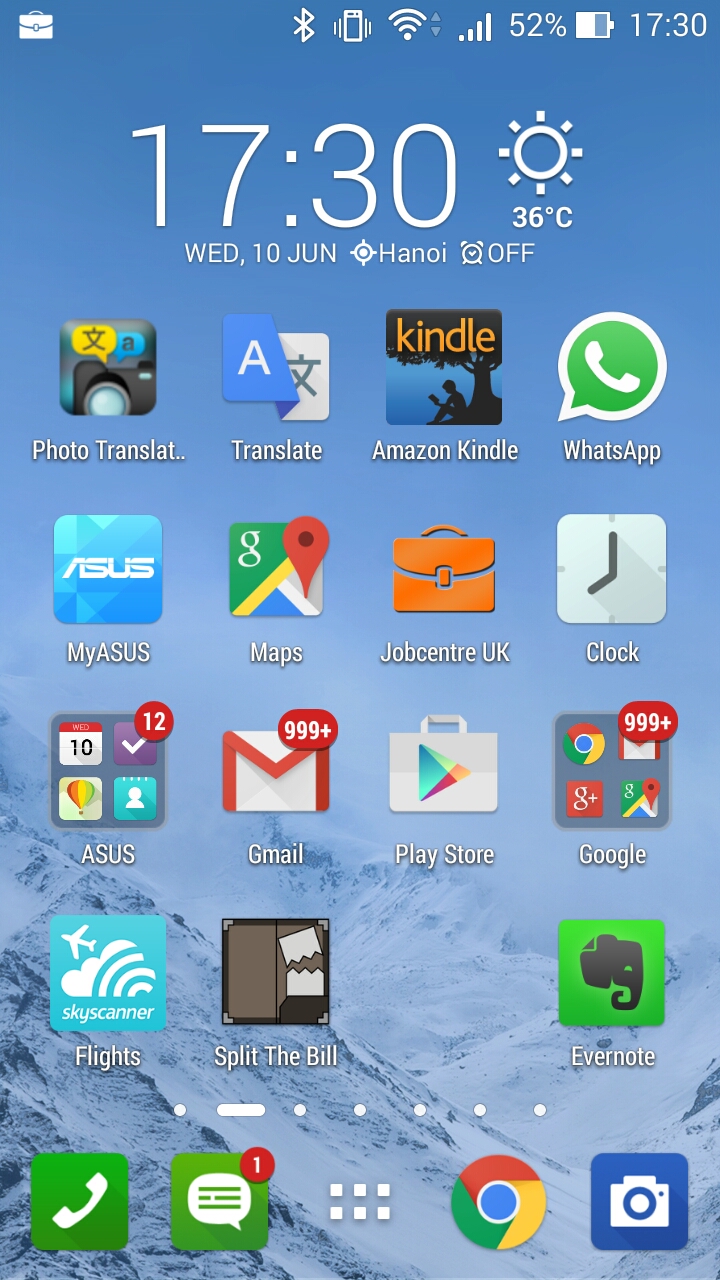 52% 17:30
17:30
36°C
WED, 10 JUN Hanoi OFF
文 a
A 文
kindle
Photo Translat.. Translate Amazon Kindle WhatsApp
ASUS
g
MyASUS Maps Jobcentre UK Clock
12
999+
999+
WED
10
g+
g
ASUS Gmail Play Store Google
skyscanner
Flights Split The Bill Evernote
1